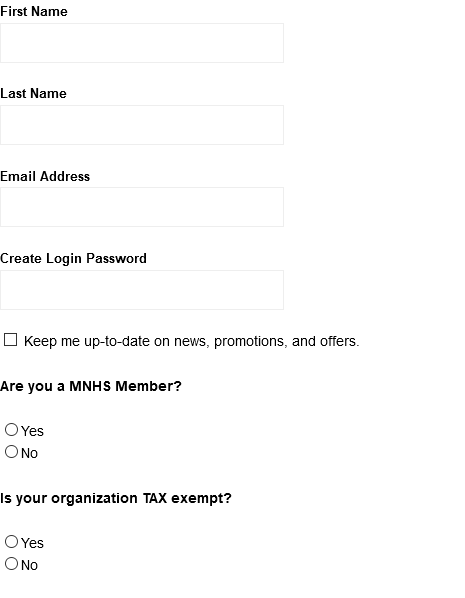 First Name
Last Name
Email Address
Create Login Password
Keep me up-to-date on news, promotions, and offers.
Are you a MNHS Member?
Yes
No
Is your organization TAX exempt?
Yes
No